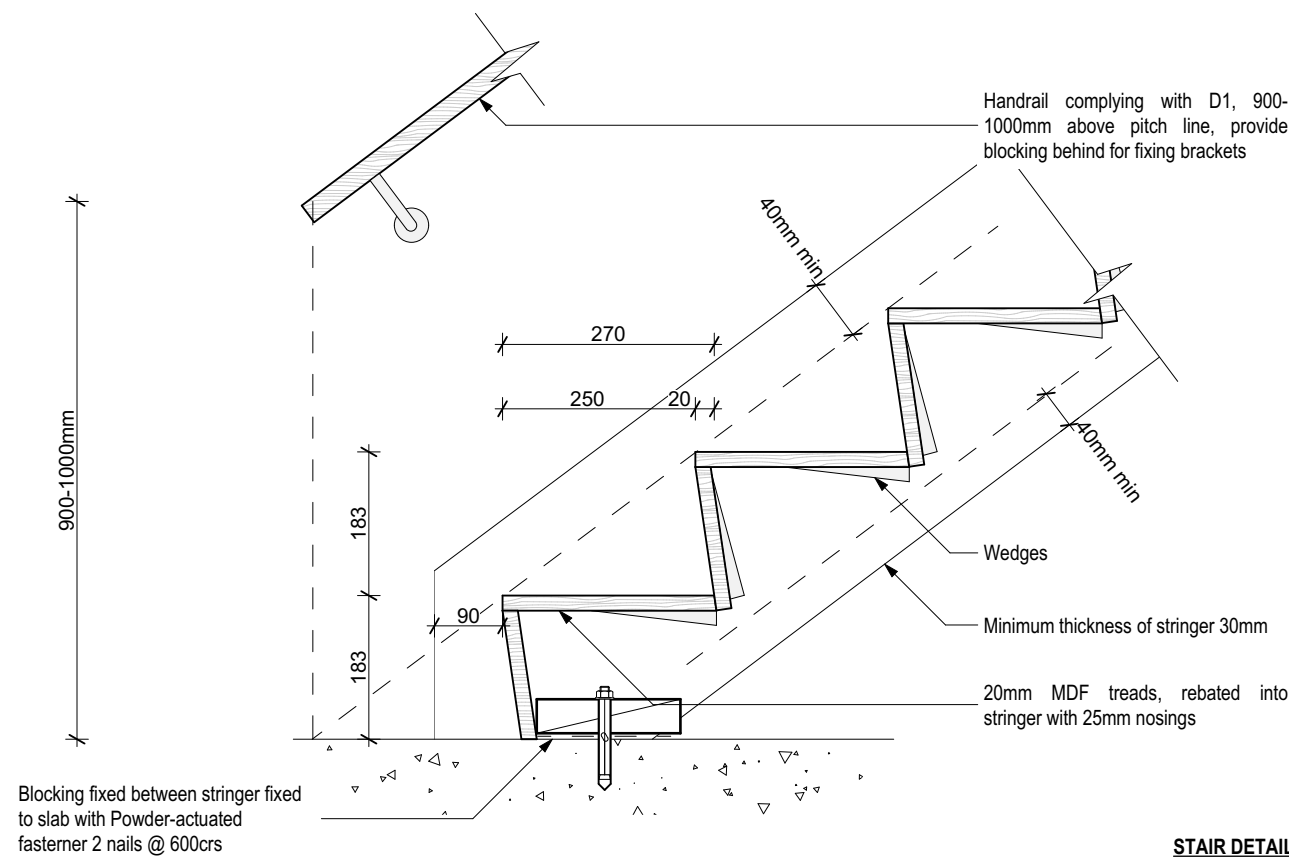 Handrail complying with D1, 900-
1000mm above pitch line, provide
blocking behind for fixing brackets
40mm min
270
250
20
900-1000mm
183
40mm min
Wedges
90
Minimum thickness of stringer 30mm
183
20mm MDF treads, rebated into
stringer with 25mm nosings
Blocking fixed between stringer fixed
to slab with Powder-actuated
fasterner 2 nails @ 600crs
STAIR DETAIL